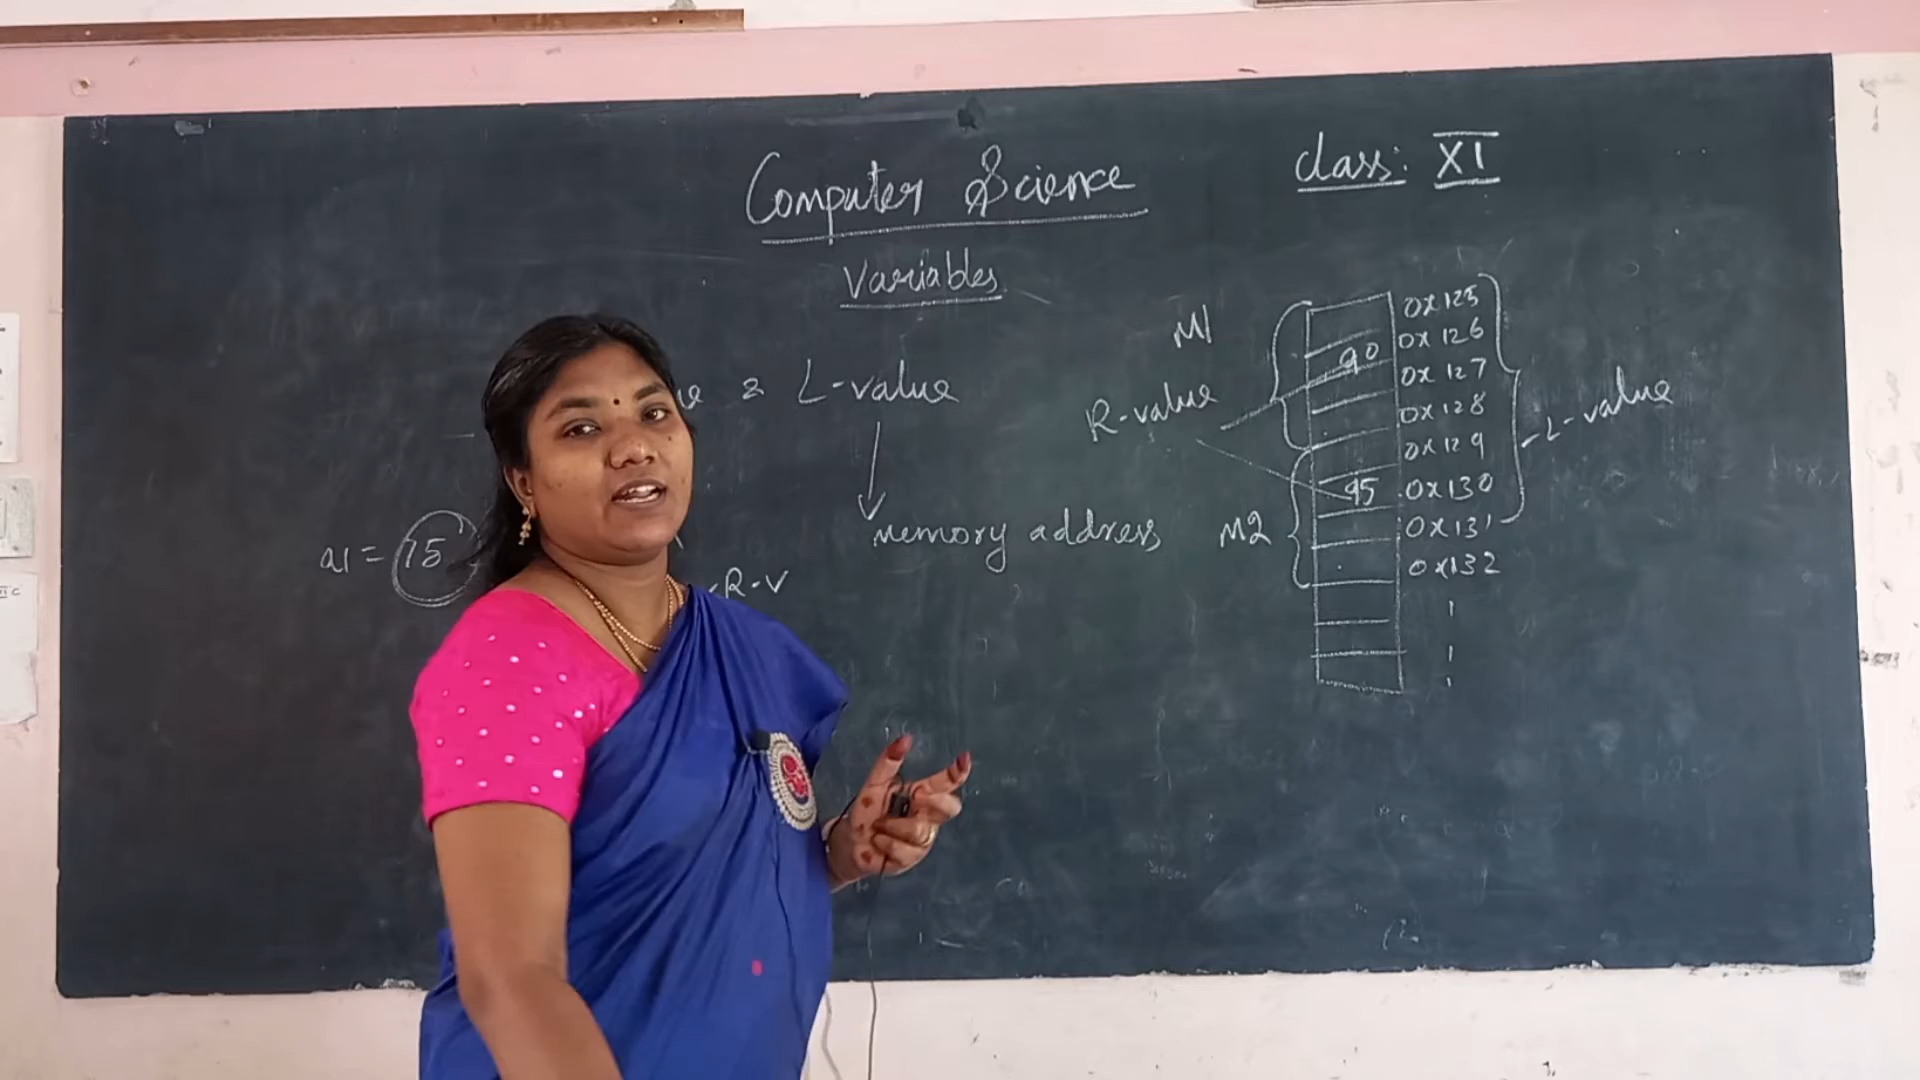 Computer Science
class: XI
Variables
L-value
memory address
a1 = 15
R-V
M1
R-value
M2
90
95
0x125
0x126
0x127
0x128
0x129
0x130
0x131
0x132
L-value